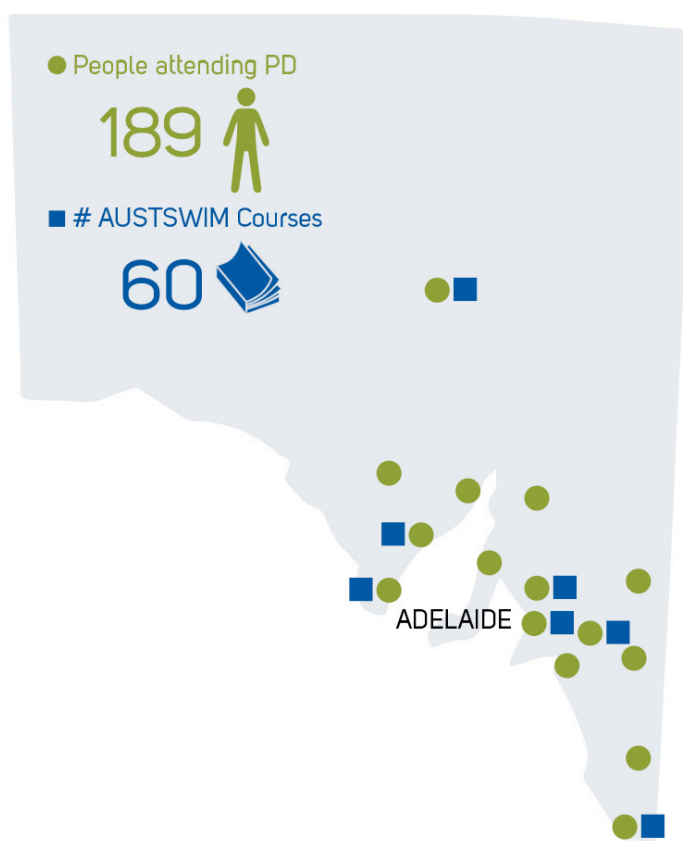 People attending PD
189
# AUSTSWIM Courses
60
ADELAIDE